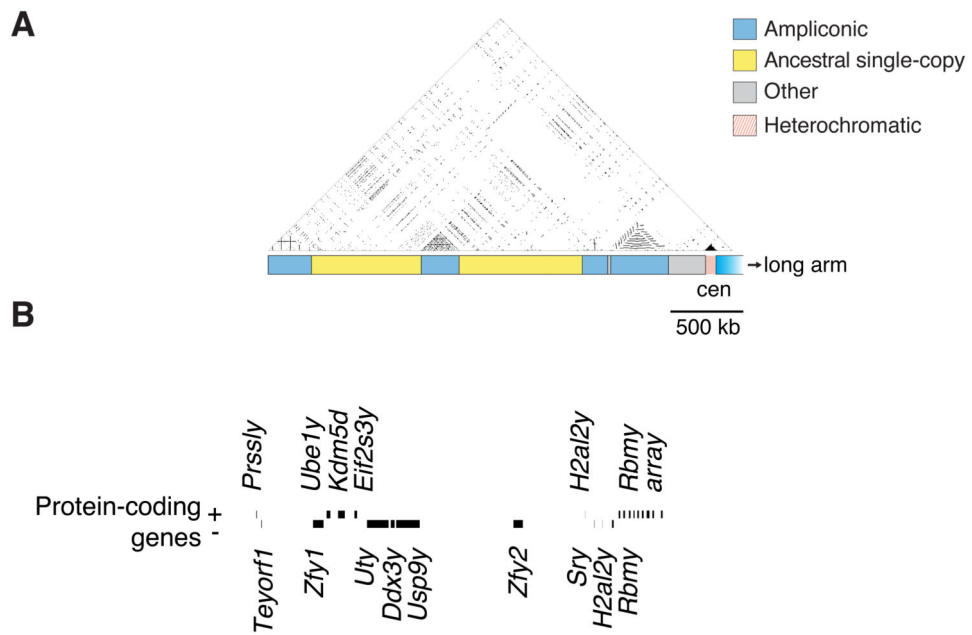 A
Ampliconic
Ancestral single-copy
Other
Heterochromatic
→long arm
cen
500 kb
B
Prssly
Ube1y
Kdm5d
Eif2s3y
H2al2y
Rbmy
array
Protein-coding +
genes -
Teyorf1
Zfy1
Uty
Ddx3y
Usp9y
Zfy2
Sry
H2al2y
Rbmy